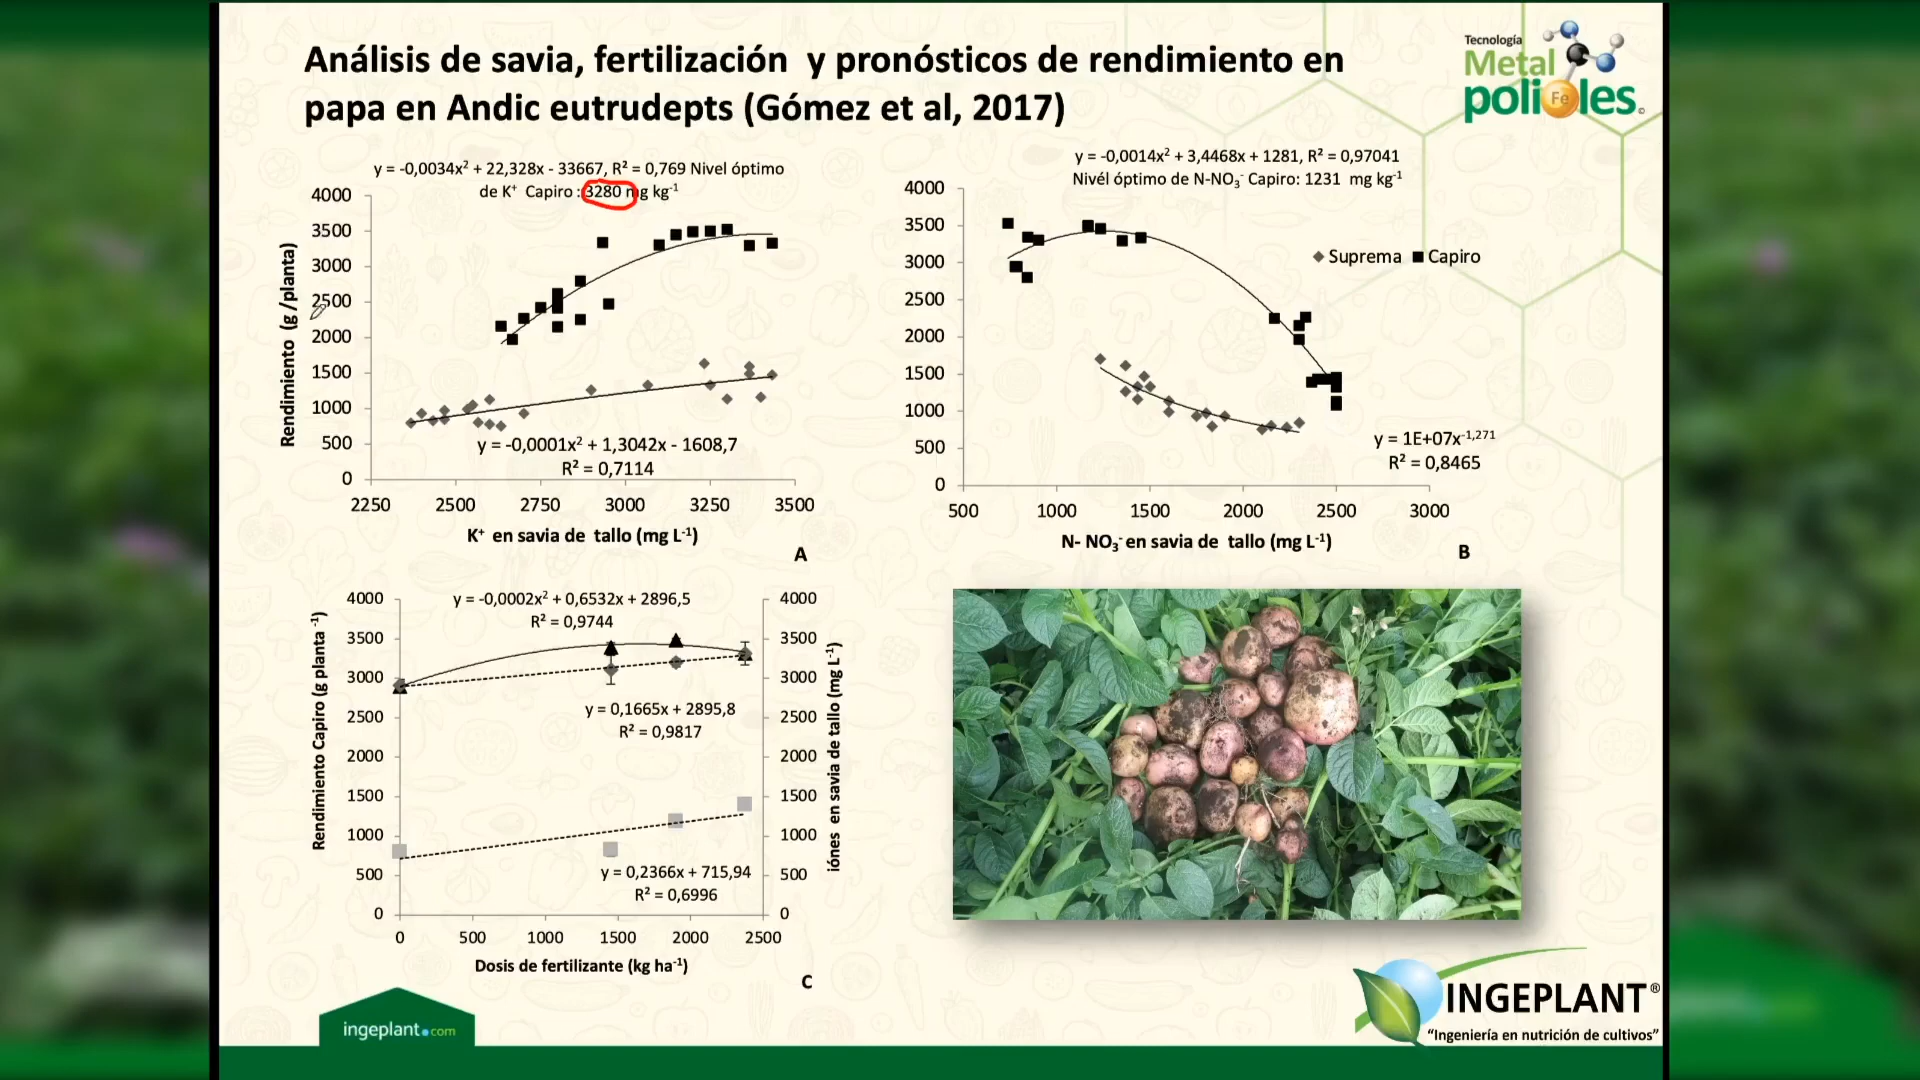 Análisis de savia, fertilización y pronósticos de rendimiento en
papa en Andic eutrudepts (Gómez et al, 2017)
Tecnología
Metal
polioles
Fe
©
y = -0,0034x² + 22,328x - 33667, R² = 0,769 Nivel óptimo
de K⁺ Capiro : 3280 mg kg⁻¹
4000
3500
3000
2500
2000
1500
1000
500
0
Rendimiento (g /planta)
y = -0,0001x² + 1,3042x - 1608,7
R² = 0,7114
2250 2500 2750 3000 3250 3500
K⁺ en savia de tallo (mg L⁻¹)
A
y = -0,0014x² + 3,4468x + 1281, R² = 0,97041
Nivél óptimo de N-NO₃⁻ Capiro: 1231 mg kg⁻¹
4000
3500
3000
2500
2000
1500
1000
500
0
Suprema Capiro
y = 1E+07x⁻¹,²⁷¹
R² = 0,8465
500 1000 1500 2000 2500 3000
N- NO₃⁻ en savia de tallo (mg L⁻¹)
B
y = -0,0002x² + 0,6532x + 2896,5
R² = 0,9744
4000
3500
3000
2500
2000
1500
1000
500
0
Rendimiento Capiro (g planta ⁻¹)
y = 0,1665x + 2895,8
R² = 0,9817
y = 0,2366x + 715,94
R² = 0,6996
4000
3500
3000
2500
2000
1500
1000
500
0
iónes en savia de tallo (mg L⁻¹)
0 500 1000 1500 2000 2500
Dosis de fertilizante (kg ha⁻¹)
C
ingeplant.com
INGEPLANT®
“Ingeniería en nutrición de cultivos”